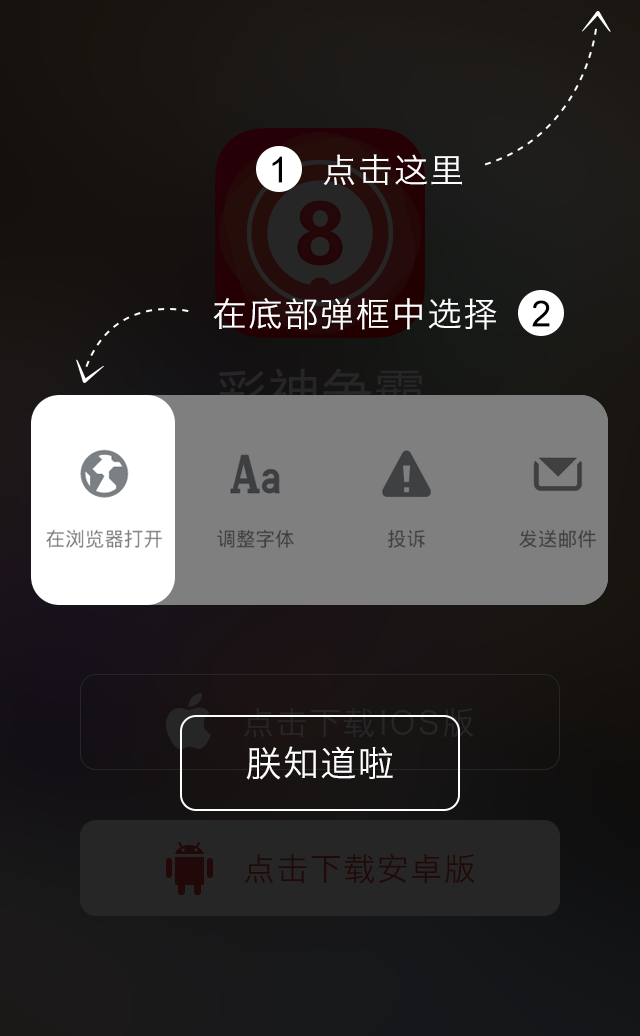 1 点击这里
8
在底部弹框中选择 2
彩神争霸
Aa
在浏览器打开 调整字体 投诉 发送邮件
点击下载IOS版
朕知道啦
点击下载安卓版